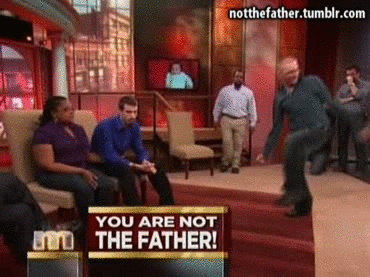 notthefather.tumblr.com
m
YOU ARE NOT
THE FATHER!